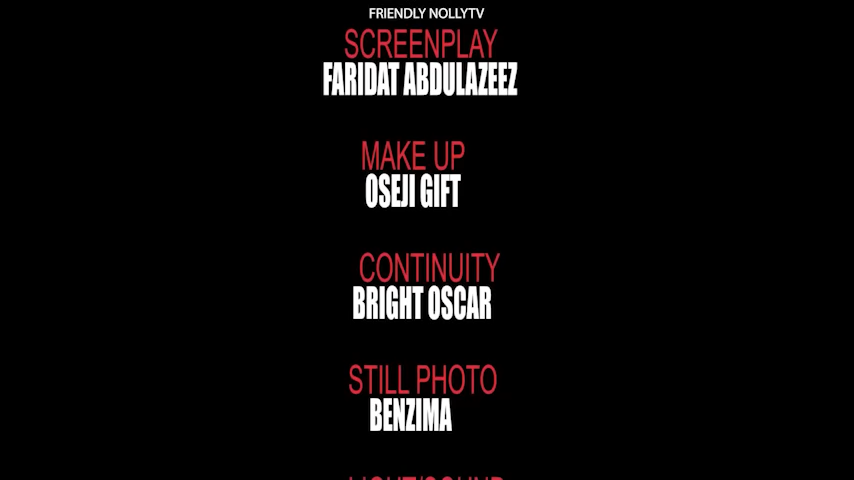 FRIENDLY NOLLYTV
SCREENPLAY
FARIDAT ABDULAZEEZ
MAKE UP
OSEJI GIFT
CONTINUITY
BRIGHT OSCAR
STILL PHOTO
BENZIMA